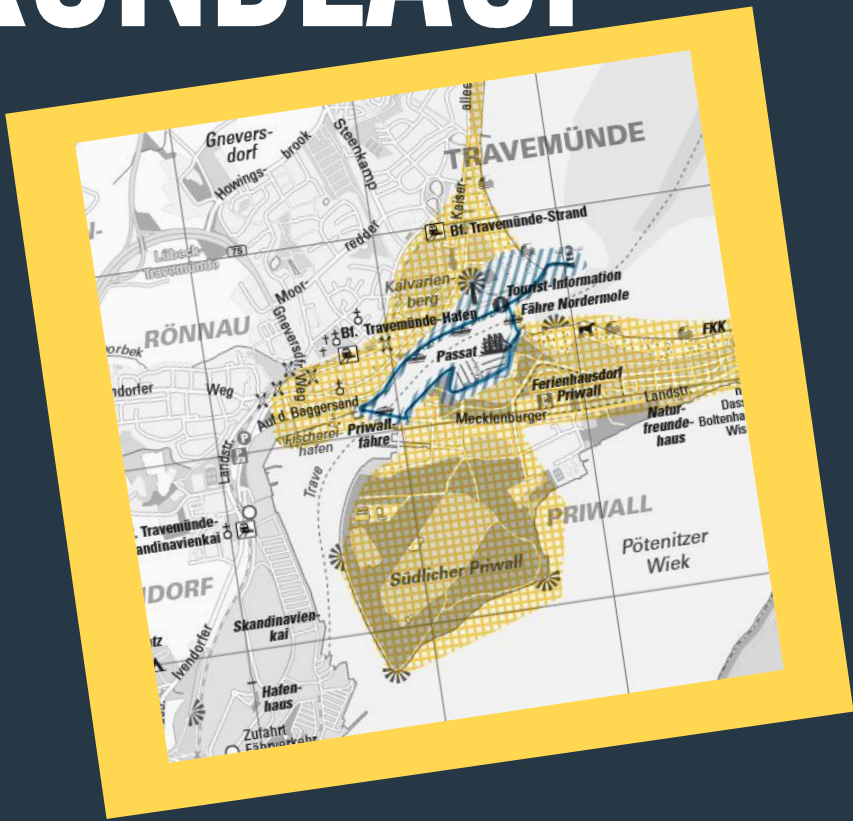 RUNDLAUF
Gnevers-
dorf
Howings-
brook
Steenkamp
allee
TRAVEMÜNDE
Kaiser-
Bf. Travemünde-Strand
redder
Moor-
Lübeck-
Travemünde
75
Kalvarien-
berg
Tourist-Information
Fähre Nordermole
Bf. Travemünde-Hafen
Gneversdfr. Weg
RÖNNAU
Passat
FKK
Ferienhausdorf
Priwall
Weg
Auf d. Baggersand
Fischerei-
hafen
Priwall-
fähre
Mecklenburger
Landstr.
Natur-
freunde-
haus
Landstr.
Trave
PRIWALL
Pötenitzer
Wiek
Südlicher Priwall
Travemünde-
Skandinavien-
kai
Ivendorfer
Hafen-
haus
Zufahrt
Fährverkehr